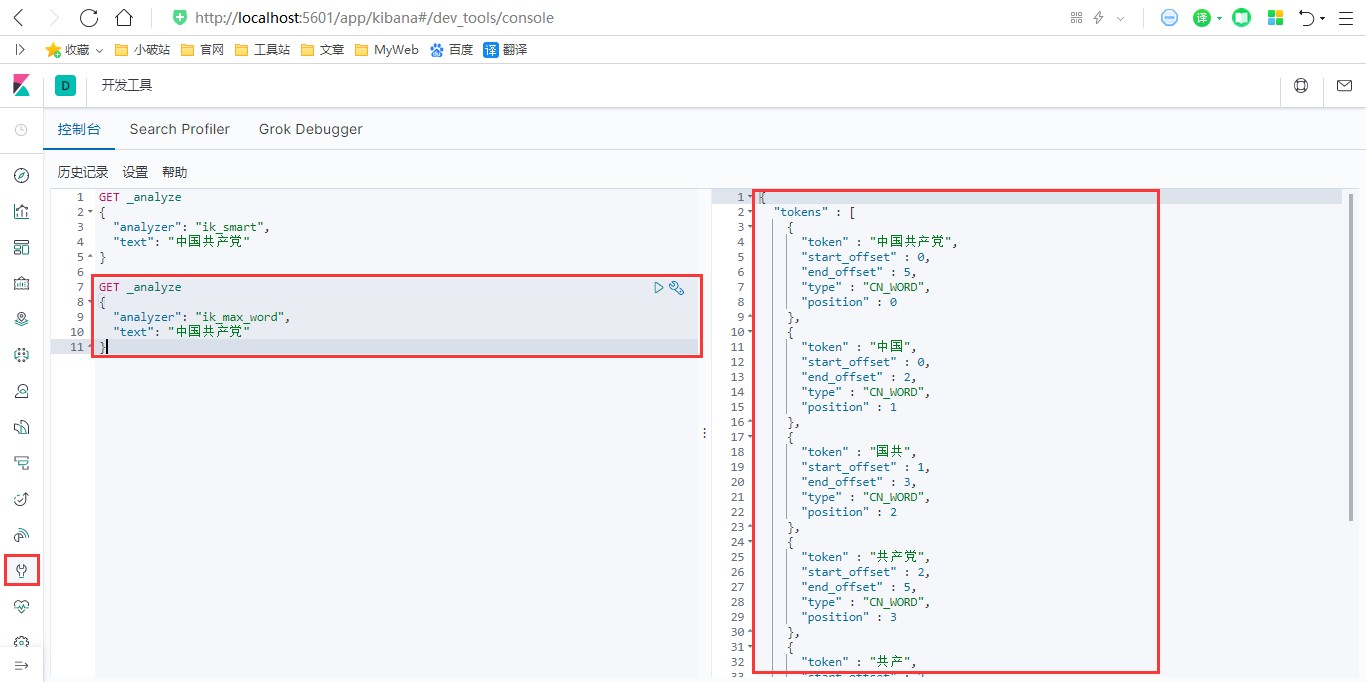 http://localhost:5601/app/kibana#/dev_tools/console
译
收藏 小破站 官网 工具站 文章 MyWeb 百度 译 翻译
D 开发工具
控制台 Search Profiler Grok Debugger
历史记录 设置 帮助
1 GET _analyze
2 {
3 "analyzer": "ik_smart",
4 "text": "中国共产党"
5 }
6
7 GET _analyze
8 {
9 "analyzer": "ik_max_word",
10 "text": "中国共产党"
11 }
1 {
2 "tokens" : [
3 {
4 "token" : "中国共产党",
5 "start_offset" : 0,
6 "end_offset" : 5,
7 "type" : "CN_WORD",
8 "position" : 0
9 },
10 {
11 "token" : "中国",
12 "start_offset" : 0,
13 "end_offset" : 2,
14 "type" : "CN_WORD",
15 "position" : 1
16 },
17 {
18 "token" : "国共",
19 "start_offset" : 1,
20 "end_offset" : 3,
21 "type" : "CN_WORD",
22 "position" : 2
23 },
24 {
25 "token" : "共产党",
26 "start_offset" : 2,
27 "end_offset" : 5,
28 "type" : "CN_WORD",
29 "position" : 3
30 },
31 {
32 "token" : "共产",
33 "start_offset" :